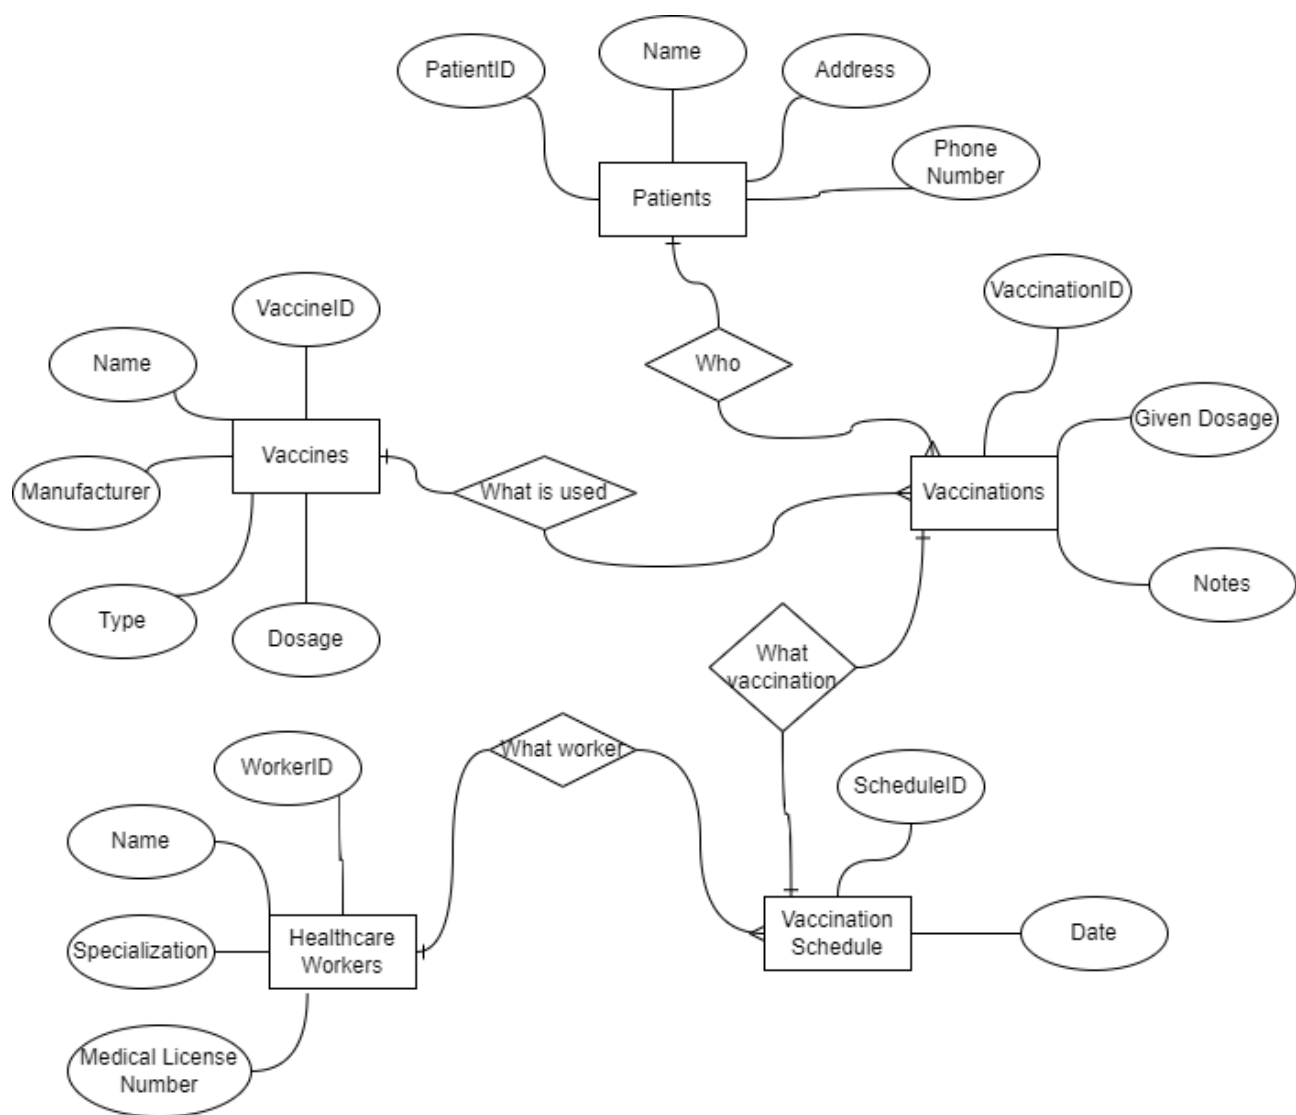 Name
PatientID
Address
Phone
Number
Patients
VaccinationID
VaccineID
Name
Who
Given Dosage
Vaccines
Manufacturer
What is used
Vaccinations
Notes
Type
Dosage
What
vaccination
What worker
WorkerID
ScheduleID
Name
Vaccination
Schedule
Date
Healthcare
Workers
Specialization
Medical License
Number